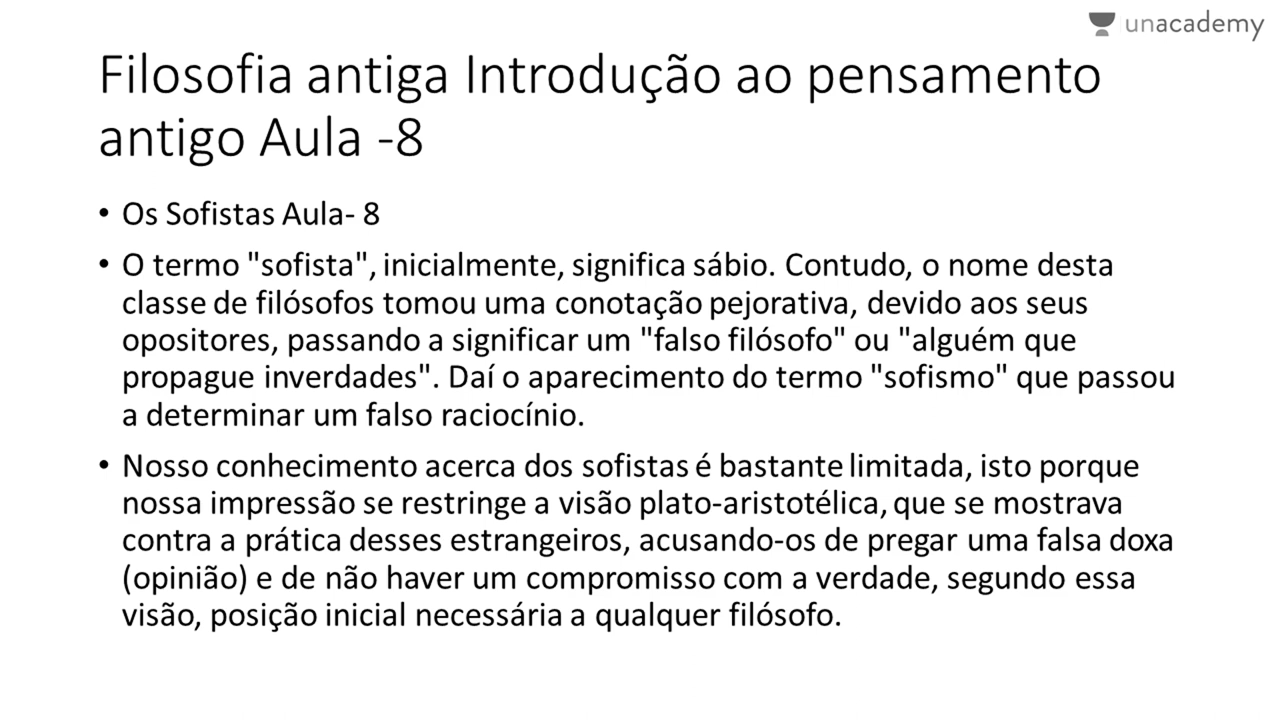 unacademy
Filosofia antiga Introdução ao pensamento
antigo Aula -8
• Os Sofistas Aula- 8
• O termo "sofista", inicialmente, significa sábio. Contudo, o nome desta
classe de filósofos tomou uma conotação pejorativa, devido aos seus
opositores, passando a significar um "falso filósofo" ou "alguém que
propague inverdades". Daí o aparecimento do termo "sofismo" que passou
a determinar um falso raciocínio.
• Nosso conhecimento acerca dos sofistas é bastante limitada, isto porque
nossa impressão se restringe a visão plato-aristotélica, que se mostrava
contra a prática desses estrangeiros, acusando-os de pregar uma falsa doxa
(opinião) e de não haver um compromisso com a verdade, segundo essa
visão, posição inicial necessária a qualquer filósofo.